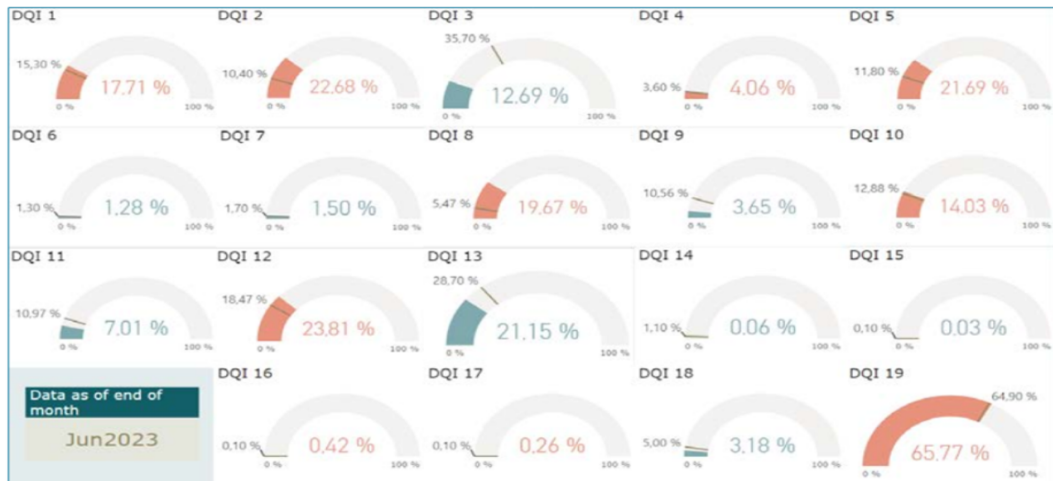 DQI 1 DQI 2 DQI 3 DQI 4 DQI 5
15,30 % 17,71 % 0 % 100 %
10,40 % 22,68 % 0 % 100 %
35,70 % 12,69 % 0 % 100 %
3,60 % 4,06 % 0 % 100 %
11,80 % 21,69 % 0 % 100 %
DQI 6 DQI 7 DQI 8 DQI 9 DQI 10
1,30 % 1,28 % 0 % 100 %
1,70 % 1,50 % 0 % 100 %
5,47 % 19,67 % 0 % 100 %
10,56 % 3,65 % 0 % 100 %
12,88 % 14,03 % 0 % 100 %
DQI 11 DQI 12 DQI 13 DQI 14 DQI 15
10,97 % 7,01 % 0 % 100 %
18,47 % 23,81 % 0 % 100 %
28,70 % 21,15 % 0 % 100 %
1,10 % 0,06 % 0 % 100 %
0,10 % 0,03 % 0 % 100 %
Data as of end of
month
Jun2023
DQI 16 DQI 17 DQI 18 DQI 19
0,10 % 0,42 % 0 % 100 %
0,10 % 0,26 % 0 % 100 %
5,00 % 3,18 % 0 % 100 %
64,90 % 65,77 % 0 % 100 %